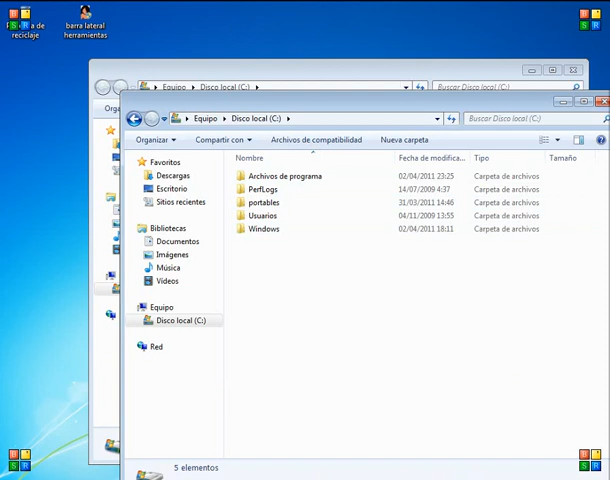 B
S R
de
reciclaje
barra lateral
herramientas
B
S R
Equipo
Disco local (C:)
Buscar Disco local (C:)
Orga
Equipo
Disco local (C:)
Buscar Disco local (C:)
Organizar
Compartir con
Archivos de compatibilidad
Nueva carpeta
Nombre
Fecha de modifica...
Tipo
Tamaño
Favoritos
Descargas
Escritorio
Sitios recientes
Bibliotecas
Documentos
Imágenes
Música
Vídeos
Equipo
Disco local (C:)
Red
Archivos de programa 02/04/2011 23:25 Carpeta de archivos
PerfLogs 14/07/2009 4:37 Carpeta de archivos
portables 31/03/2011 14:46 Carpeta de archivos
Usuarios 04/11/2009 13:55 Carpeta de archivos
Windows 02/04/2011 18:11 Carpeta de archivos
5 elementos
B
S R
B
S R